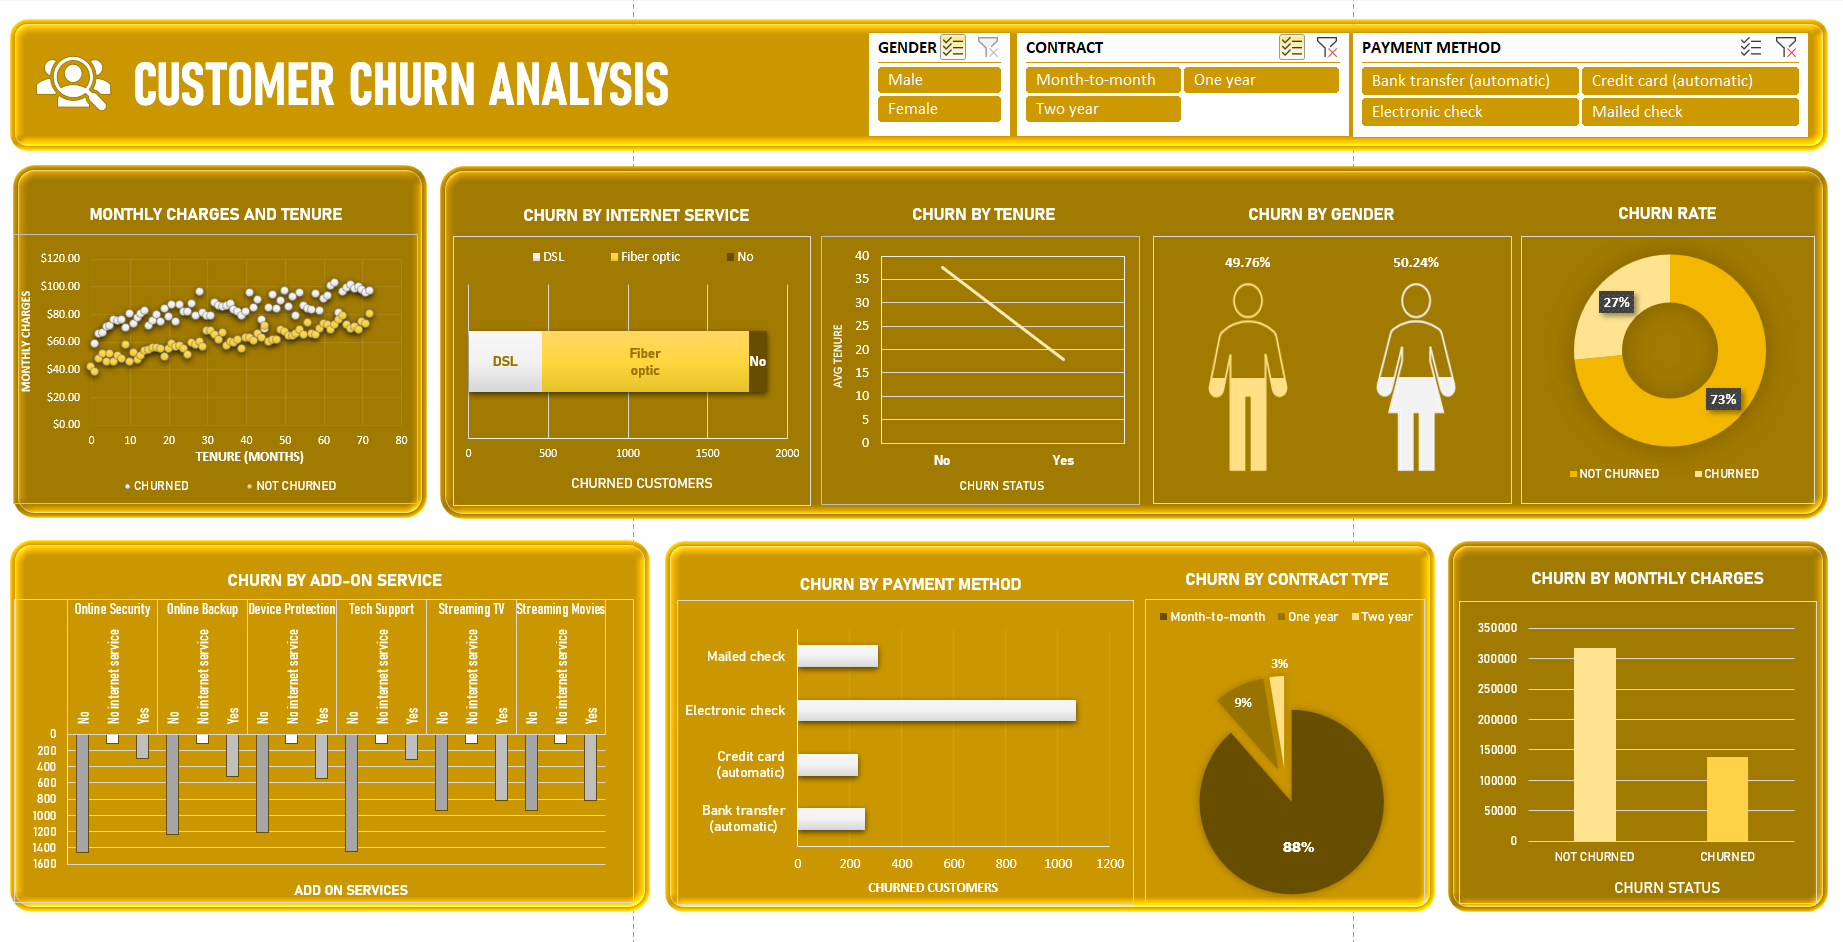 CUSTOMER CHURN ANALYSIS
GENDER
Male
Female
CONTRACT
Month-to-month
One year
Two year
PAYMENT METHOD
Bank transfer (automatic)
Credit card (automatic)
Electronic check
Mailed check
MONTHLY CHARGES AND TENURE
MONTHLY CHARGES
$120.00
$100.00
$80.00
$60.00
$40.00
$20.00
$0.00
0 10 20 30 40 50 60 70 80
TENURE (MONTHS)
CHURNED NOT CHURNED
CHURN BY INTERNET SERVICE
DSL Fiber optic No
DSL
Fiber
optic
No
0 500 1000 1500 2000
CHURNED CUSTOMERS
CHURN BY TENURE
AVG TENURE
40
35
30
25
20
15
10
5
0
No Yes
CHURN STATUS
CHURN BY GENDER
49.76% 50.24%
CHURN RATE
27%
73%
NOT CHURNED CHURNED
CHURN BY ADD-ON SERVICE
Online Security Online Backup Device Protection Tech Support Streaming TV Streaming Movies
No No internet service Yes No No internet service Yes No No internet service Yes No No internet service Yes No No internet service Yes No No internet service Yes
0
200
400
600
800
1000
1200
1400
1600
ADD ON SERVICES
CHURN BY PAYMENT METHOD
Mailed check
Electronic check
Credit card
(automatic)
Bank transfer
(automatic)
0 200 400 600 800 1000 1200
CHURNED CUSTOMERS
CHURN BY CONTRACT TYPE
Month-to-month One year Two year
3%
9%
88%
CHURN BY MONTHLY CHARGES
350000
300000
250000
200000
150000
100000
50000
0
NOT CHURNED CHURNED
CHURN STATUS